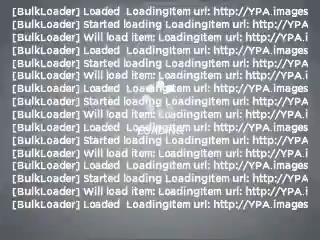 [BulkLoader] Loaded LoadingItem url: http://YPA.images
[BulkLoader] Started loading LoadingItem url: http://YPA
[BulkLoader] Will load item: LoadingItem url: http://YPA.i
[BulkLoader] Loaded LoadingItem url: http://YPA.images
[BulkLoader] Started loading LoadingItem url: http://YPA
[BulkLoader] Will load item: LoadingItem url: http://YPA.i
[BulkLoader] Loaded LoadingItem url: http://YPA.images
[BulkLoader] Started loading LoadingItem url: http://YPA
[BulkLoader] Will load item: LoadingItem url: http://YPA.i
[BulkLoader] Loaded LoadingItem url: http://YPA.images
[BulkLoader] Started loading LoadingItem url: http://YPA
[BulkLoader] Will load item: LoadingItem url: http://YPA.i
[BulkLoader] Loaded LoadingItem url: http://YPA.images
[BulkLoader] Started loading LoadingItem url: http://YPA
[BulkLoader] Will load item: LoadingItem url: http://YPA.i
[BulkLoader] Loaded LoadingItem url: http://YPA.images